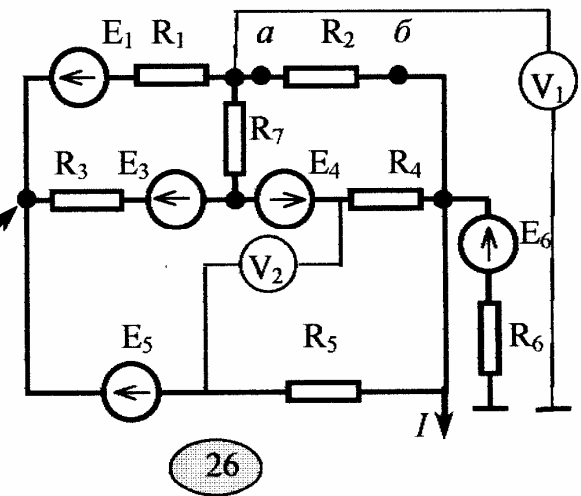 E₁ R₁ а R₂ б
V₁
R₇
R₃ E₃ E₄ R₄
E₆
V₂
E₅ R₅ R₆
I
26